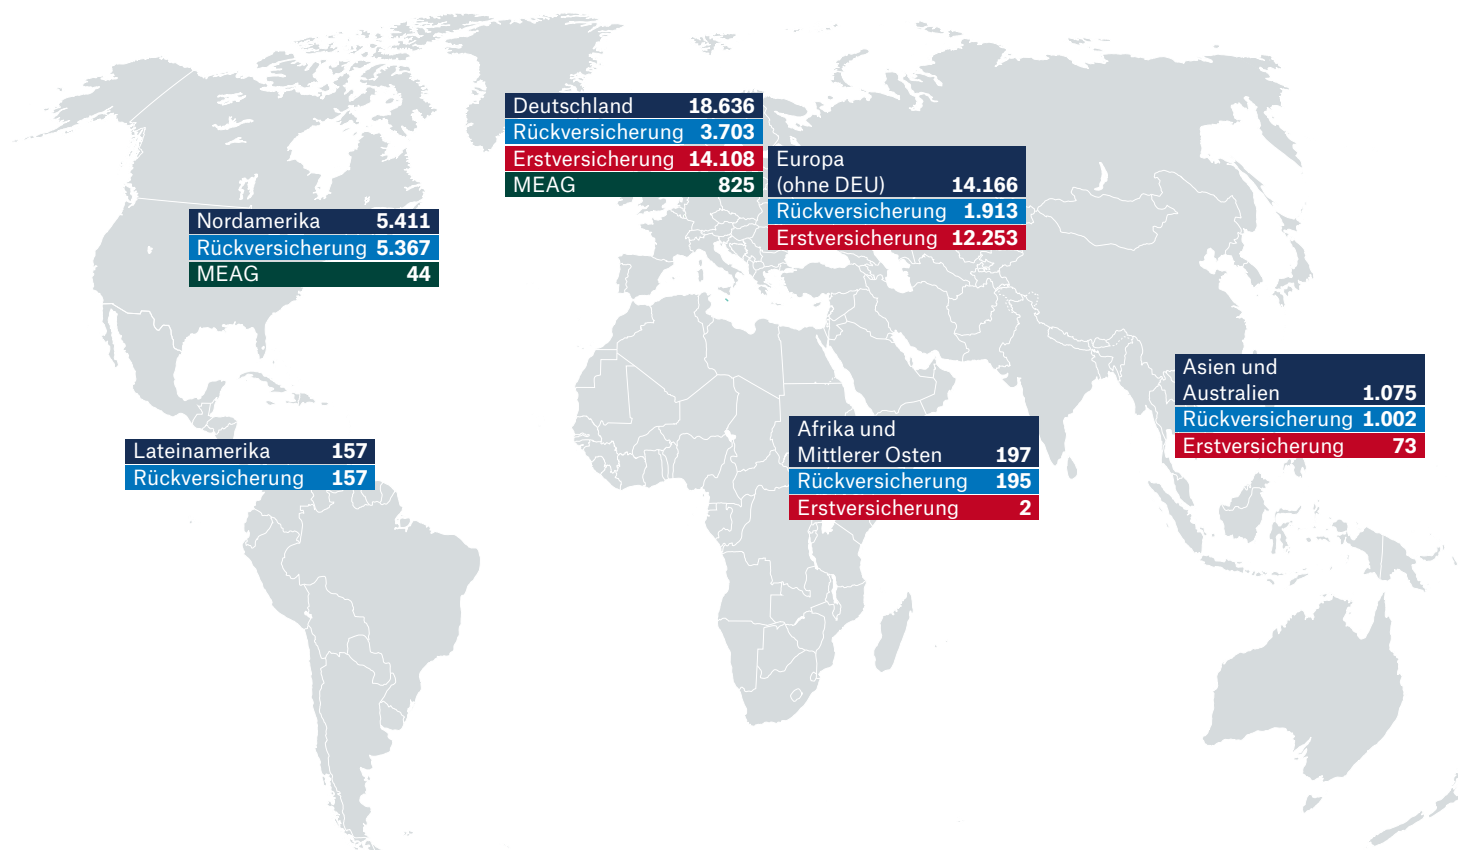 Deutschland 18.636
Rückversicherung 3.703
Erstversicherung 14.108
MEAG 825
Europa
(ohne DEU) 14.166
Rückversicherung 1.913
Erstversicherung 12.253
Nordamerika 5.411
Rückversicherung 5.367
MEAG 44
Asien und
Australien 1.075
Rückversicherung 1.002
Erstversicherung 73
Afrika und
Mittlerer Osten 197
Rückversicherung 195
Erstversicherung 2
Lateinamerika 157
Rückversicherung 157